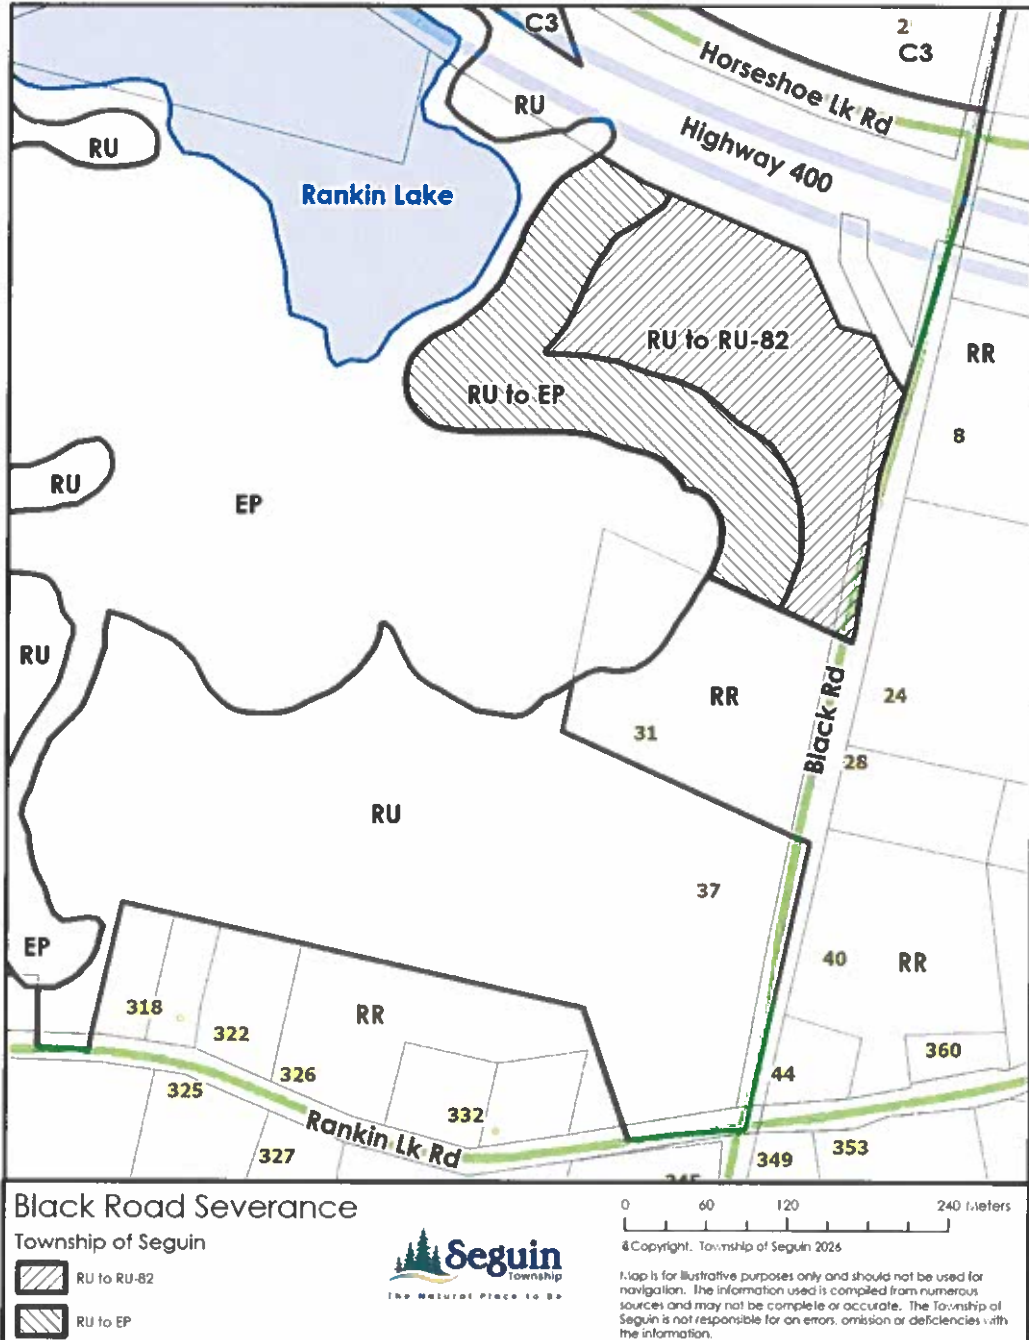 C3
2
C3
Horseshoe Lk Rd
RU
Highway 400
RU
Rankin Lake
RU to RU-82
RR
RU to EP
8
RU
EP
RU
RR
24
31
Black Rd
28
RU
37
EP
40
RR
318
RR
322
360
326
44
325
332
Rankin Lk Rd
353
327
349
345
Black Road Severance
Township of Seguin
RU to RU-82
RU to EP
Seguin
Township
The Natural Place to Be
0 60 120 240 Meters
©Copyright. Township of Seguin 2026
Map is for illustrative purposes only and should not be used for
navigation. The information used is compiled from numerous
sources and may not be complete or accurate. The Township of
Seguin is not responsible for an errors, omission or deficiencies with
the information.